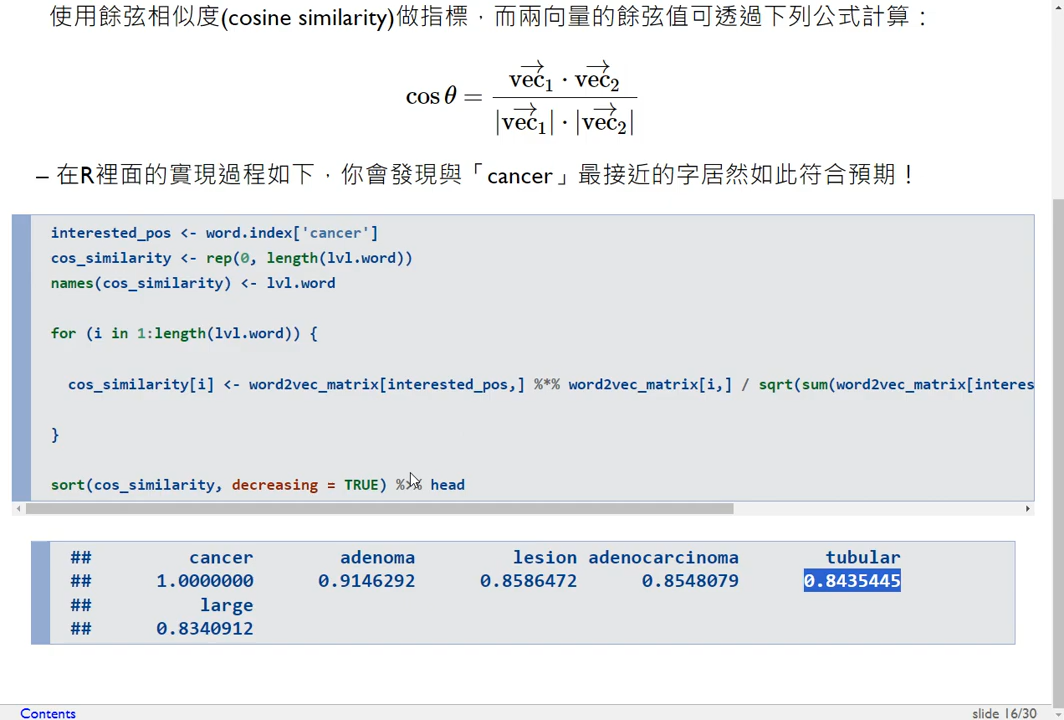 使用餘弦相似度(cosine similarity)做指標，而兩向量的餘弦值可透過下列公式計算：
cos θ = vec₁ · vec₂ / |vec₁| · |vec₂|
– 在R裡面的實現過程如下，你會發現與「cancer」最接近的字居然如此符合預期！
interested_pos <- word.index['cancer']
cos_similarity <- rep(0, length(lvl.word))
names(cos_similarity) <- lvl.word
for (i in 1:length(lvl.word)) {
cos_similarity[i] <- word2vec_matrix[interested_pos,] %*% word2vec_matrix[i,] / sqrt(sum(word2vec_matrix[interes
}
sort(cos_similarity, decreasing = TRUE) %>% head
## cancer adenoma lesion adenocarcinoma tubular
## 1.0000000 0.9146292 0.8586472 0.8548079 0.8435445
## large
## 0.8340912
Contents
slide 16/30